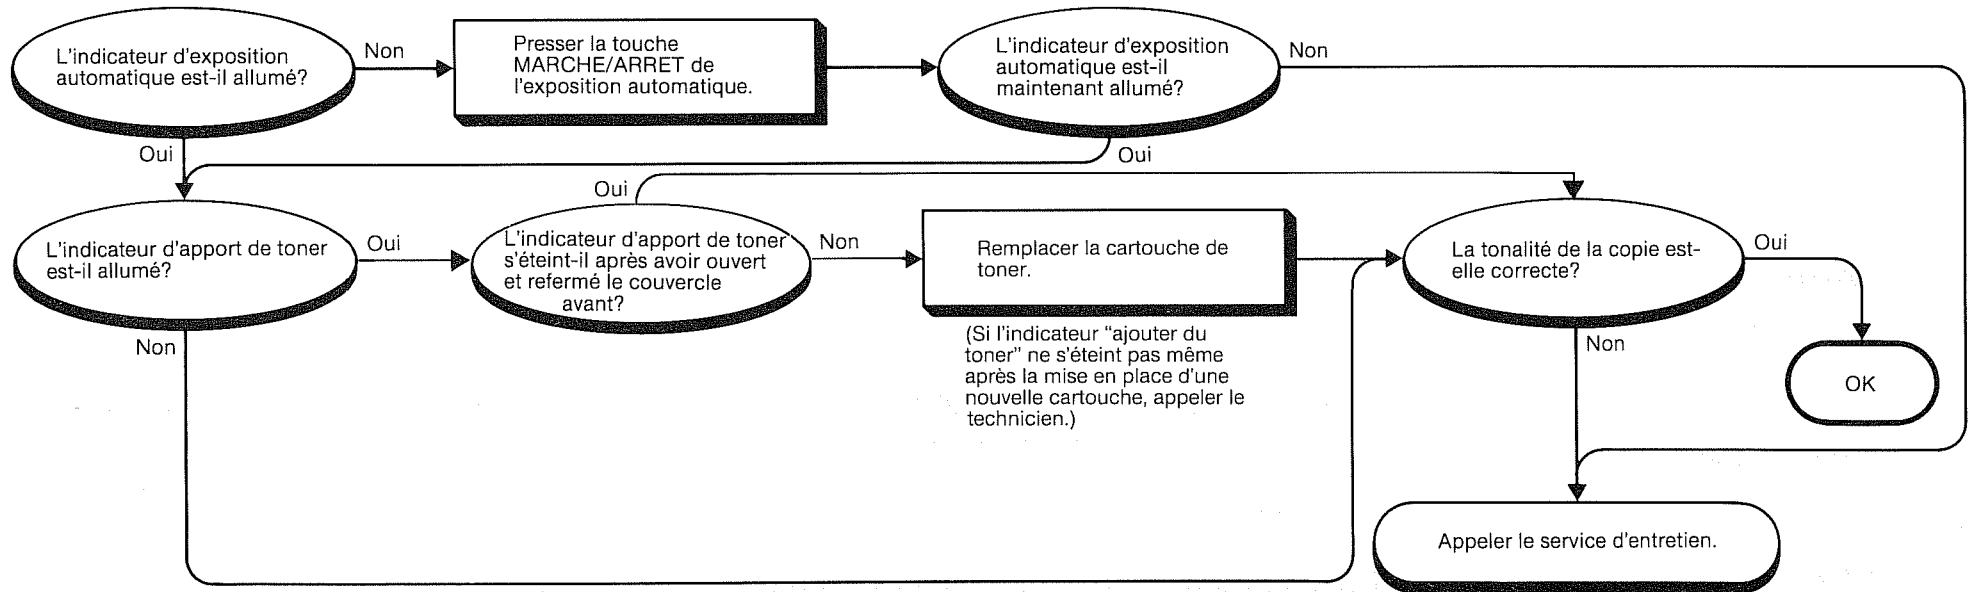 L'indicateur d'exposition
automatique est-il allumé?
Non
Presser la touche
MARCHE/ARRET de
l'exposition automatique.
L'indicateur d'exposition
automatique est-il
maintenant allumé?
Non
Oui
Oui
L'indicateur d'apport de toner
est-il allumé?
Oui
Non
Oui
L'indicateur d'apport de toner
s'éteint-il après avoir ouvert
et refermé le couvercle
avant?
Non
Remplacer la cartouche de
toner.
(Si l'indicateur "ajouter du
toner" ne s'éteint pas même
après la mise en place d'une
nouvelle cartouche, appeler le
technicien.)
La tonalité de la copie est-
elle correcte?
Oui
Non
OK
Appeler le service d'entretien.